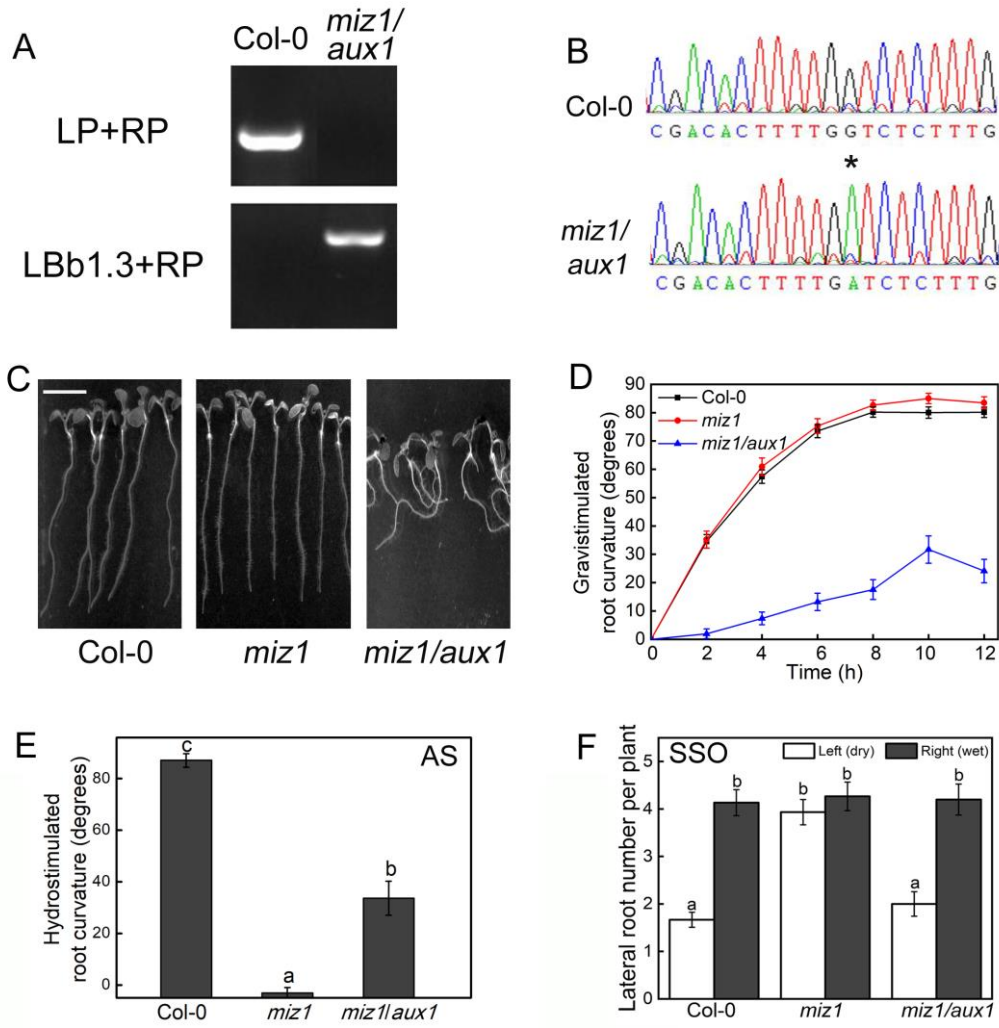 A
Col-0
miz1/
aux1
LP+RP
LBb1.3+RP
B
Col-0
C G A C A C T T T T G G T C T C T T T G
*
miz1/
aux1
C G A C A C T T T T G A T C T C T T T G
C
Col-0
miz1
miz1/aux1
D
Col-0
miz1
miz1/aux1
90
80
70
60
50
40
30
20
10
0
0 2 4 6 8 10 12
Time (h)
Gravistimulated
root curvature (degrees)
E
AS
c
a
b
80
60
40
20
0
Hydrostimulated
root curvature (degrees)
Col-0 miz1 miz1/aux1
F
SSO
Left (dry) Right (wet)
a b b b a b
5
4
3
2
1
0
Lateral root number per plant
Col-0 miz1 miz1/aux1